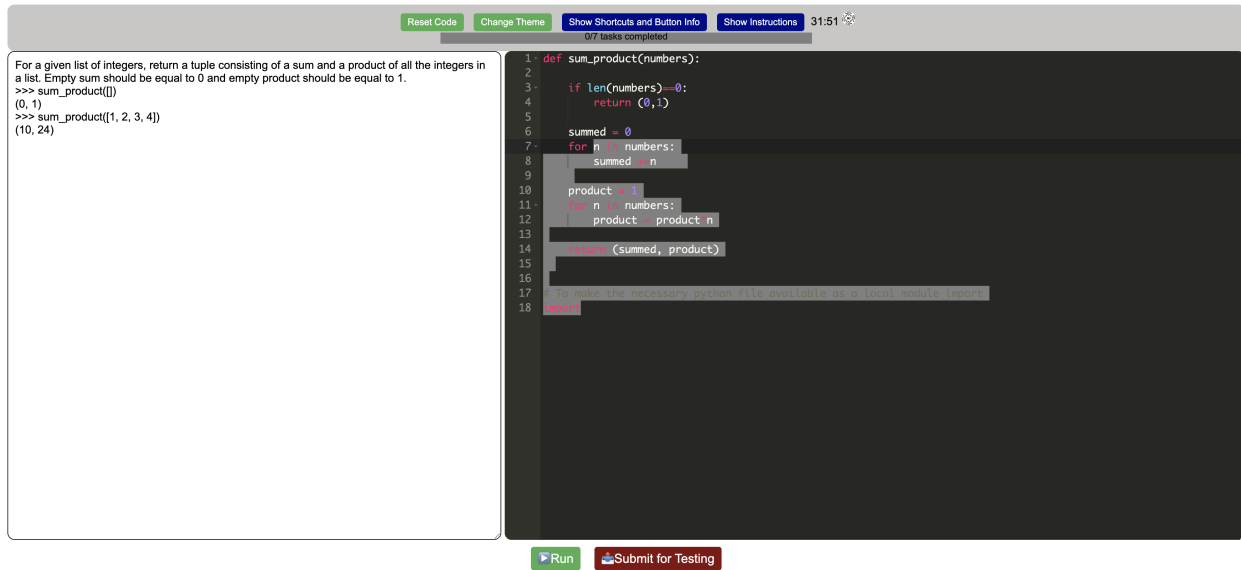 Reset Code Change Theme Show Shortcuts and Button Info Show Instructions 31:51
0/7 tasks completed
For a given list of integers, return a tuple consisting of a sum and a product of all the integers in
a list. Empty sum should be equal to 0 and empty product should be equal to 1.
>>> sum_product([])
(0, 1)
>>> sum_product([1, 2, 3, 4])
(10, 24)
1 def sum_product(numbers):
2
3 if len(numbers)==0:
4 return (0,1)
5
6 summed = 0
7 for n in numbers:
8 summed +=n
9
10 product = 1
11 for n in numbers:
12 product = product*n
13
14 return (summed, product)
15
16
17 # To make the necessary python file available as a local module import
18 import
Run Submit for Testing